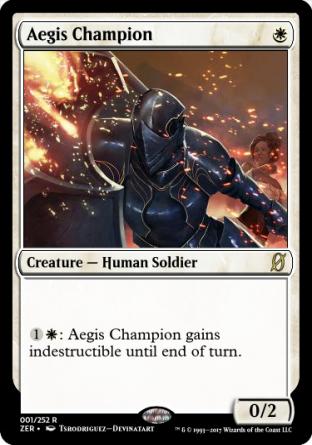 Aegis Champion
Creature — Human Soldier
1: Aegis Champion gains
indestructible until end of turn.
0/2
001/252 R
ZER • Tsrodriguez–Devinatart
™ & © 1993–2017 Wizards of the Coast LLC